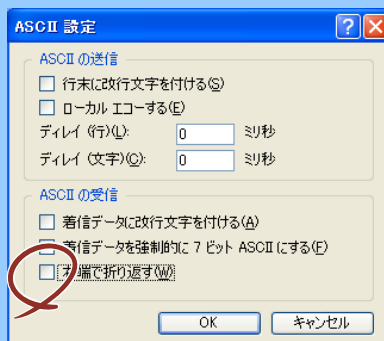 ASCII 設定
ASCII の送信
行末に改行文字を付ける(S)
ローカル エコーする(E)
ディレイ (行)(L): 0 ミリ秒
ディレイ (文字)(C): 0 ミリ秒
ASCII の受信
着信データに改行文字を付ける(A)
着信データを強制的に 7 ビット ASCII にする(F)
右端で折り返す(W)
OK キャンセル